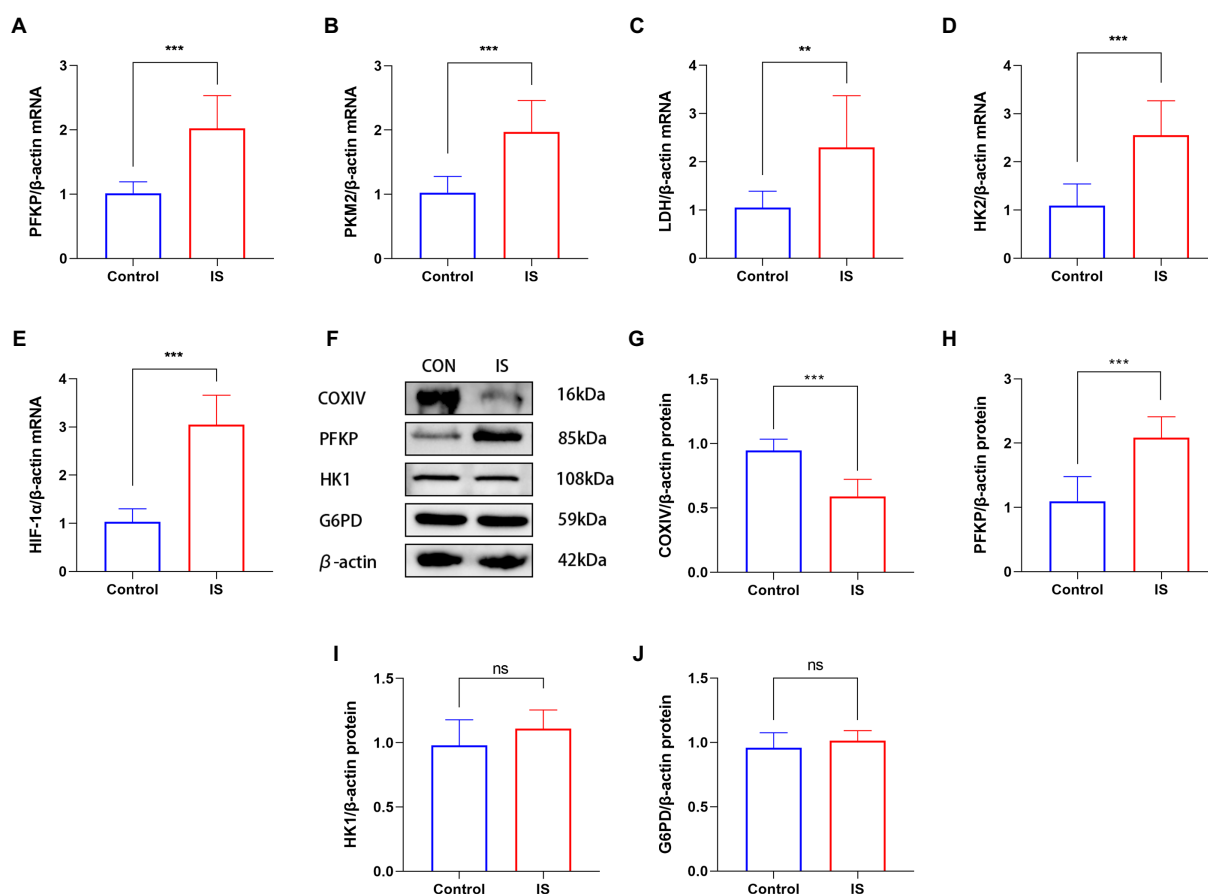 A
PFKP/β-actin mRNA
3
2
1
0
***
Control
IS
B
PKM2/β-actin mRNA
3
2
1
0
***
Control
IS
C
LDH/β-actin mRNA
4
3
2
1
0
**
Control
IS
D
HK2/β-actin mRNA
4
3
2
1
0
***
Control
IS
E
HIF-1α/β-actin mRNA
4
3
2
1
0
***
Control
IS
F
CON IS
COXIV 16kDa
PFKP 85kDa
HK1 108kDa
G6PD 59kDa
β-actin 42kDa
G
COXIV/β-actin protein
1.5
1.0
0.5
0.0
***
Control
IS
H
PFKP/β-actin protein
3
2
1
0
***
Control
IS
I
HK1/β-actin protein
1.5
1.0
0.5
0.0
ns
Control
IS
J
G6PD/β-actin protein
1.5
1.0
0.5
0.0
ns
Control
IS